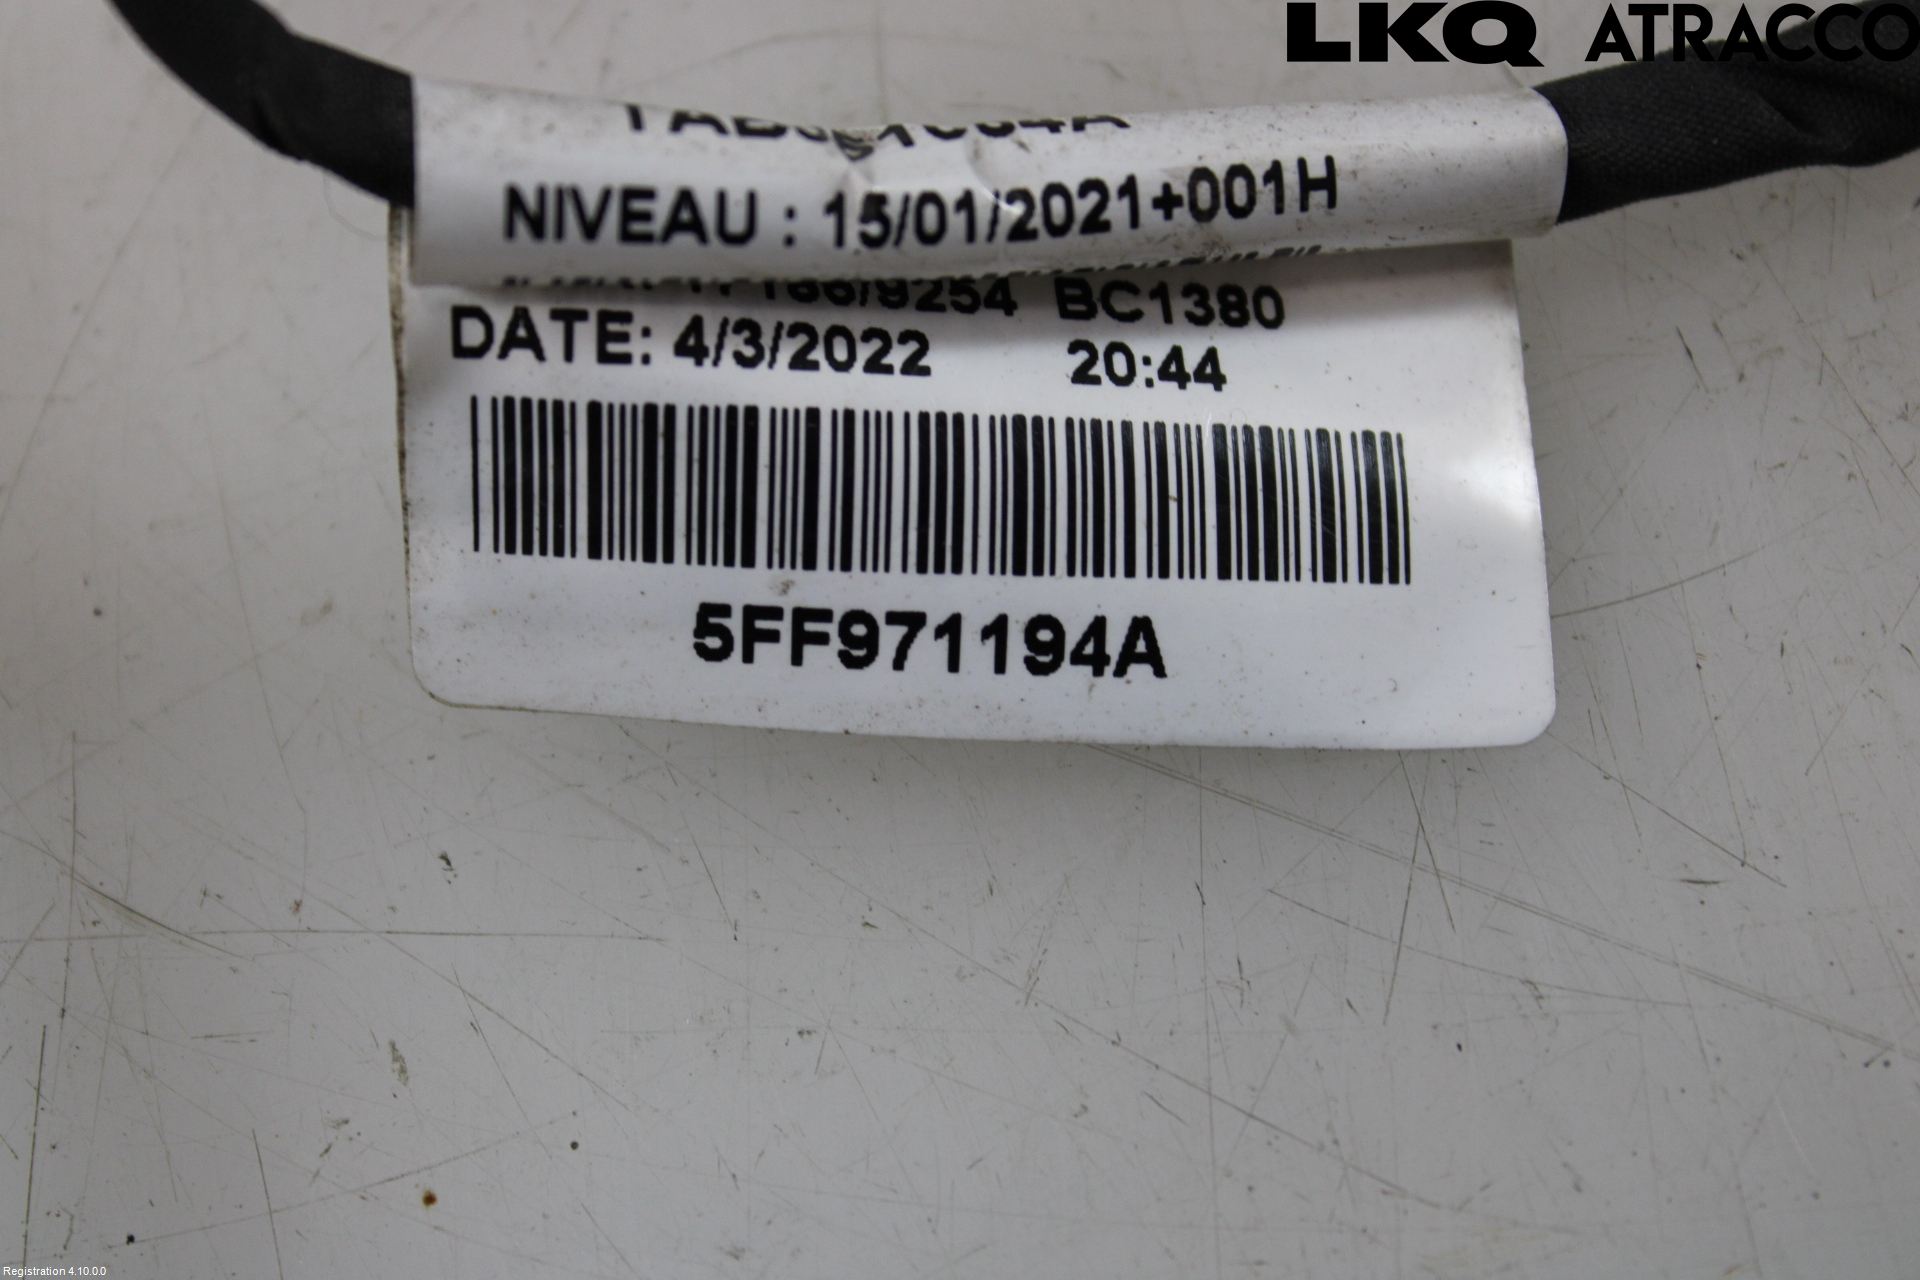 LKQ ATRACCO
NIVEAU : 15/01/2021+001H
BC1380
DATE: 4/3/2022 20:44
5FF971194A
Registration 4.10.0.0